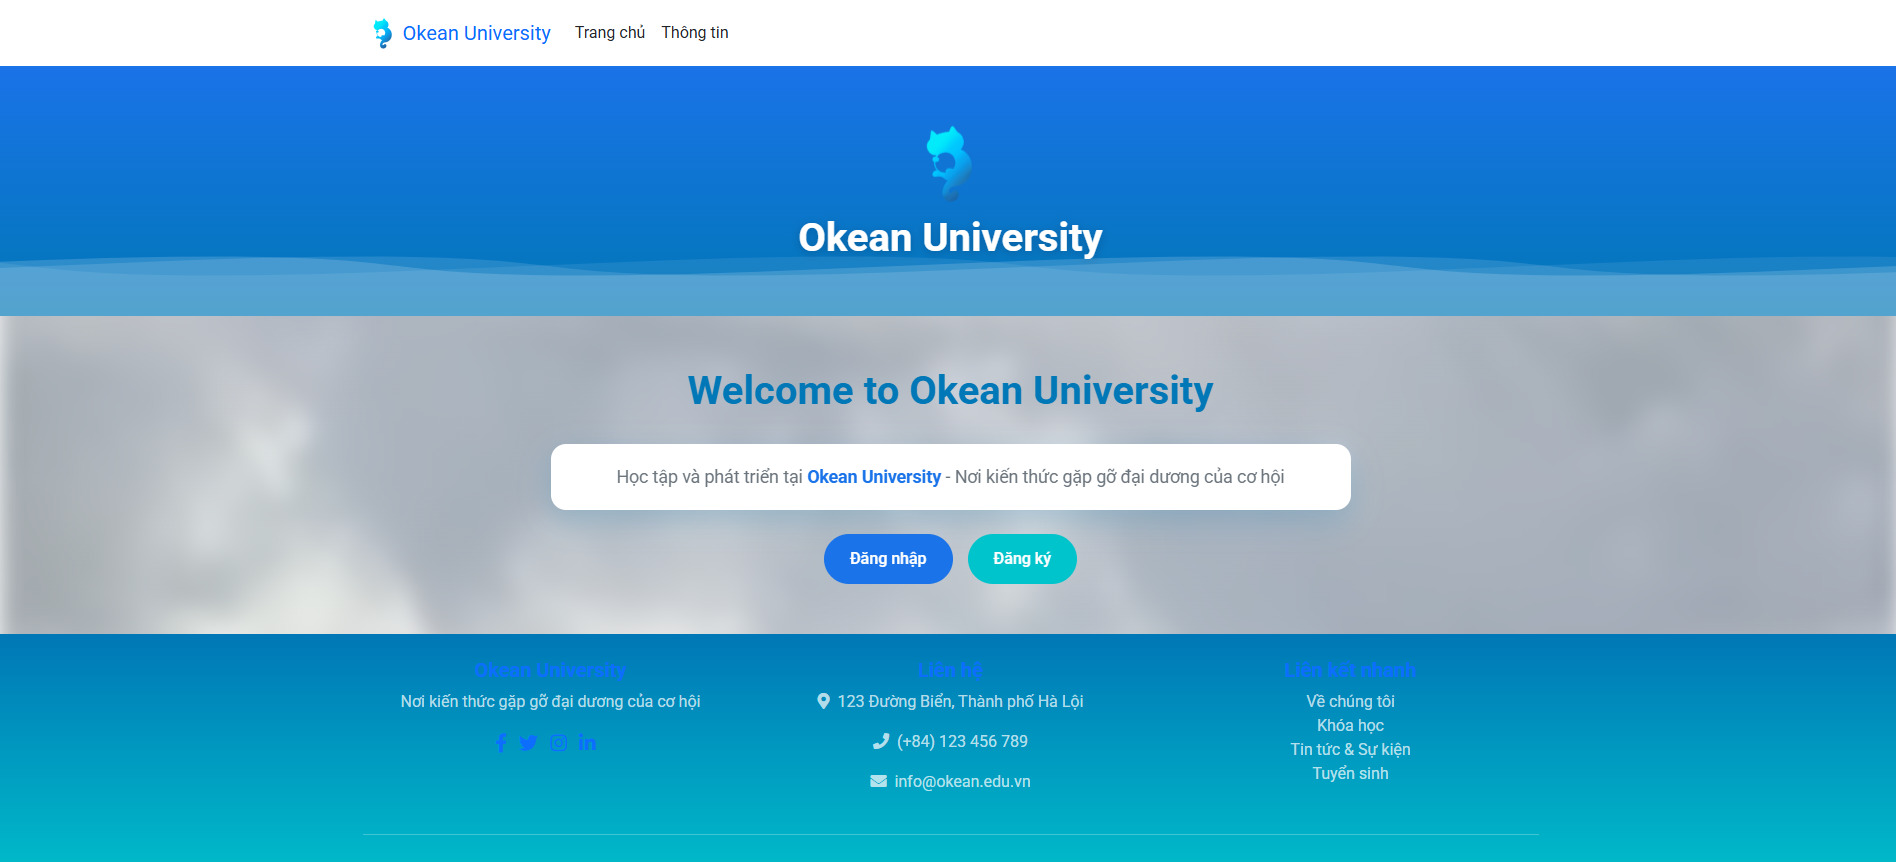 Okean University
Trang chủ
Thông tin
Okean University
Welcome to Okean University
Học tập và phát triển tại Okean University - Nơi kiến thức gặp gỡ đại dương của cơ hội
Đăng nhập
Đăng ký
Okean University
Nơi kiến thức gặp gỡ đại dương của cơ hội
Liên hệ
123 Đường Biển, Thành phố Hà Lội
(+84) 123 456 789
info@okean.edu.vn
Liên kết nhanh
Về chúng tôi
Khóa học
Tin tức & Sự kiện
Tuyển sinh